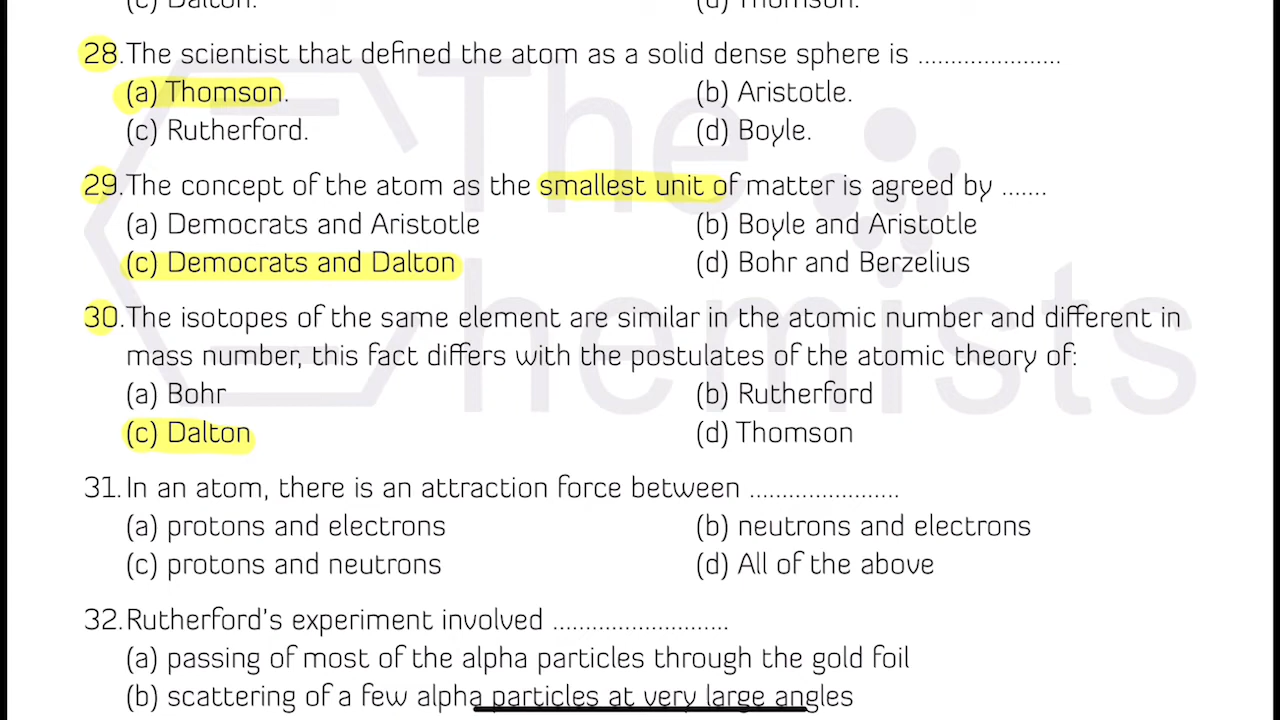 (c) Dalton.
(d) Thomson.
28. The scientist that defined the atom as a solid dense sphere is ......................
(a) Thomson.
(b) Aristotle.
(c) Rutherford.
(d) Boyle.
29. The concept of the atom as the smallest unit of matter is agreed by .......
(a) Democrats and Aristotle
(b) Boyle and Aristotle
(c) Democrats and Dalton
(d) Bohr and Berzelius
30. The isotopes of the same element are similar in the atomic number and different in
mass number, this fact differs with the postulates of the atomic theory of:
(a) Bohr
(b) Rutherford
(c) Dalton
(d) Thomson
31. In an atom, there is an attraction force between .......................
(a) protons and electrons
(b) neutrons and electrons
(c) protons and neutrons
(d) All of the above
32. Rutherford's experiment involved ...........................
(a) passing of most of the alpha particles through the gold foil
(b) scattering of a few alpha particles at very large angles
The
Chemists